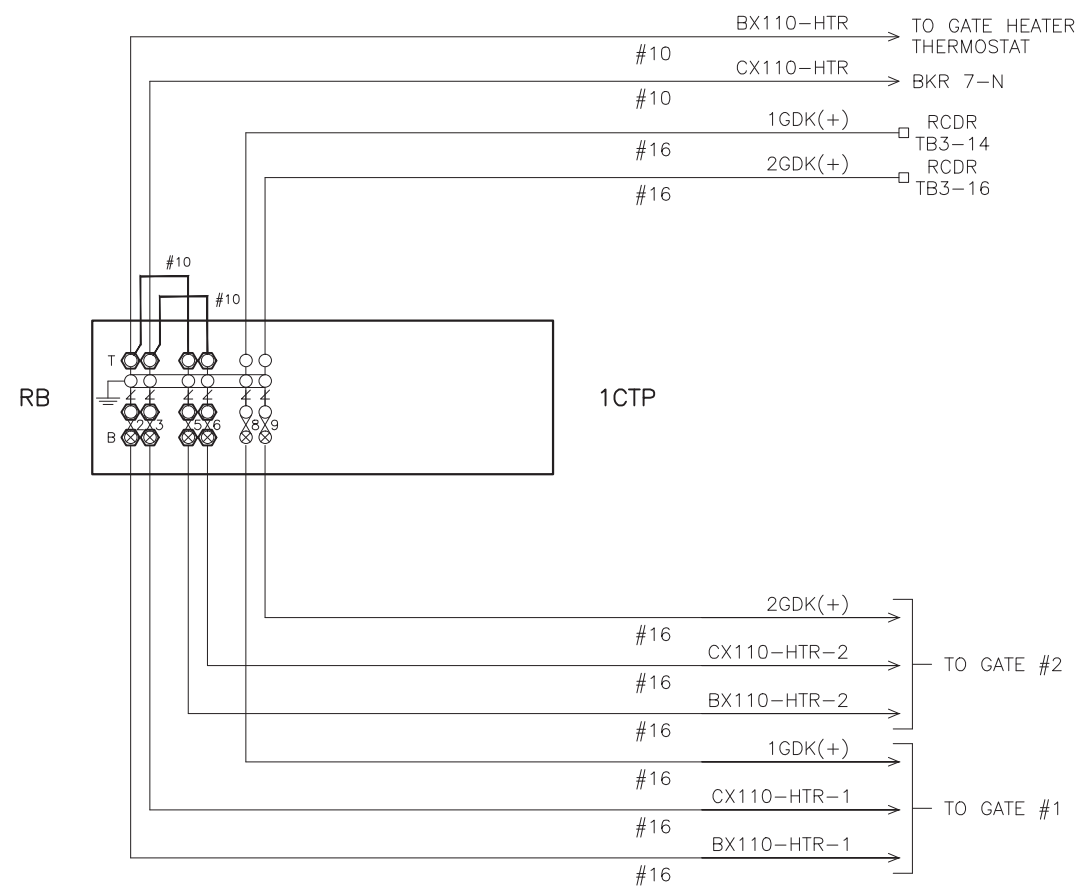 BX110-HTR
TO GATE HEATER
THERMOSTAT
#10
CX110-HTR
BKR 7-N
#10
1GDK(+)
RCDR
TB3-14
#16
2GDK(+)
RCDR
TB3-16
#16
#10
#10
T
RB
1CTP
2 3 5 6 8 9
B
2GDK(+)
#16
CX110-HTR-2
TO GATE #2
#16
BX110-HTR-2
#16
1GDK(+)
#16
CX110-HTR-1
TO GATE #1
#16
BX110-HTR-1
#16